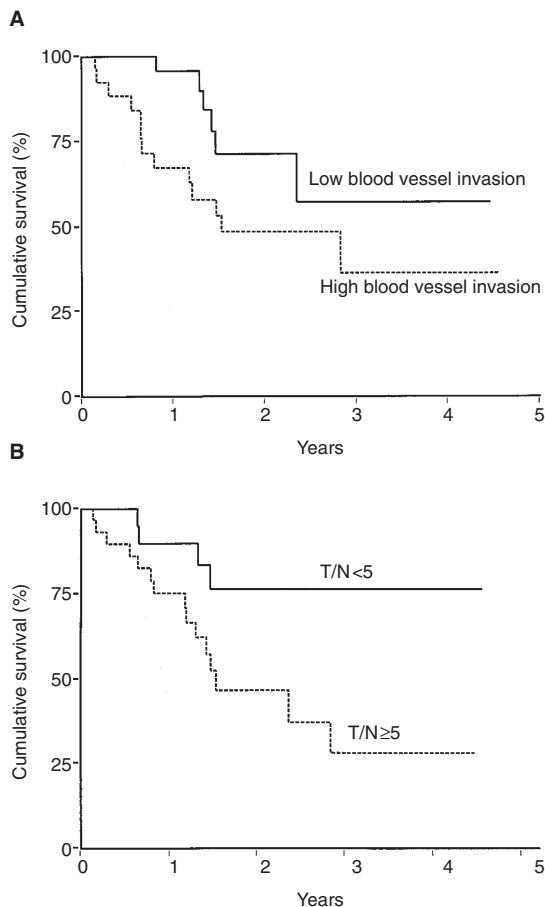 A
Cumulative survival (%)
100
75
50
25
0
Low blood vessel invasion
High blood vessel invasion
0 1 2 3 4 5
Years
B
Cumulative survival (%)
100
75
50
25
0
T/N<5
T/N≥5
0 1 2 3 4 5
Years